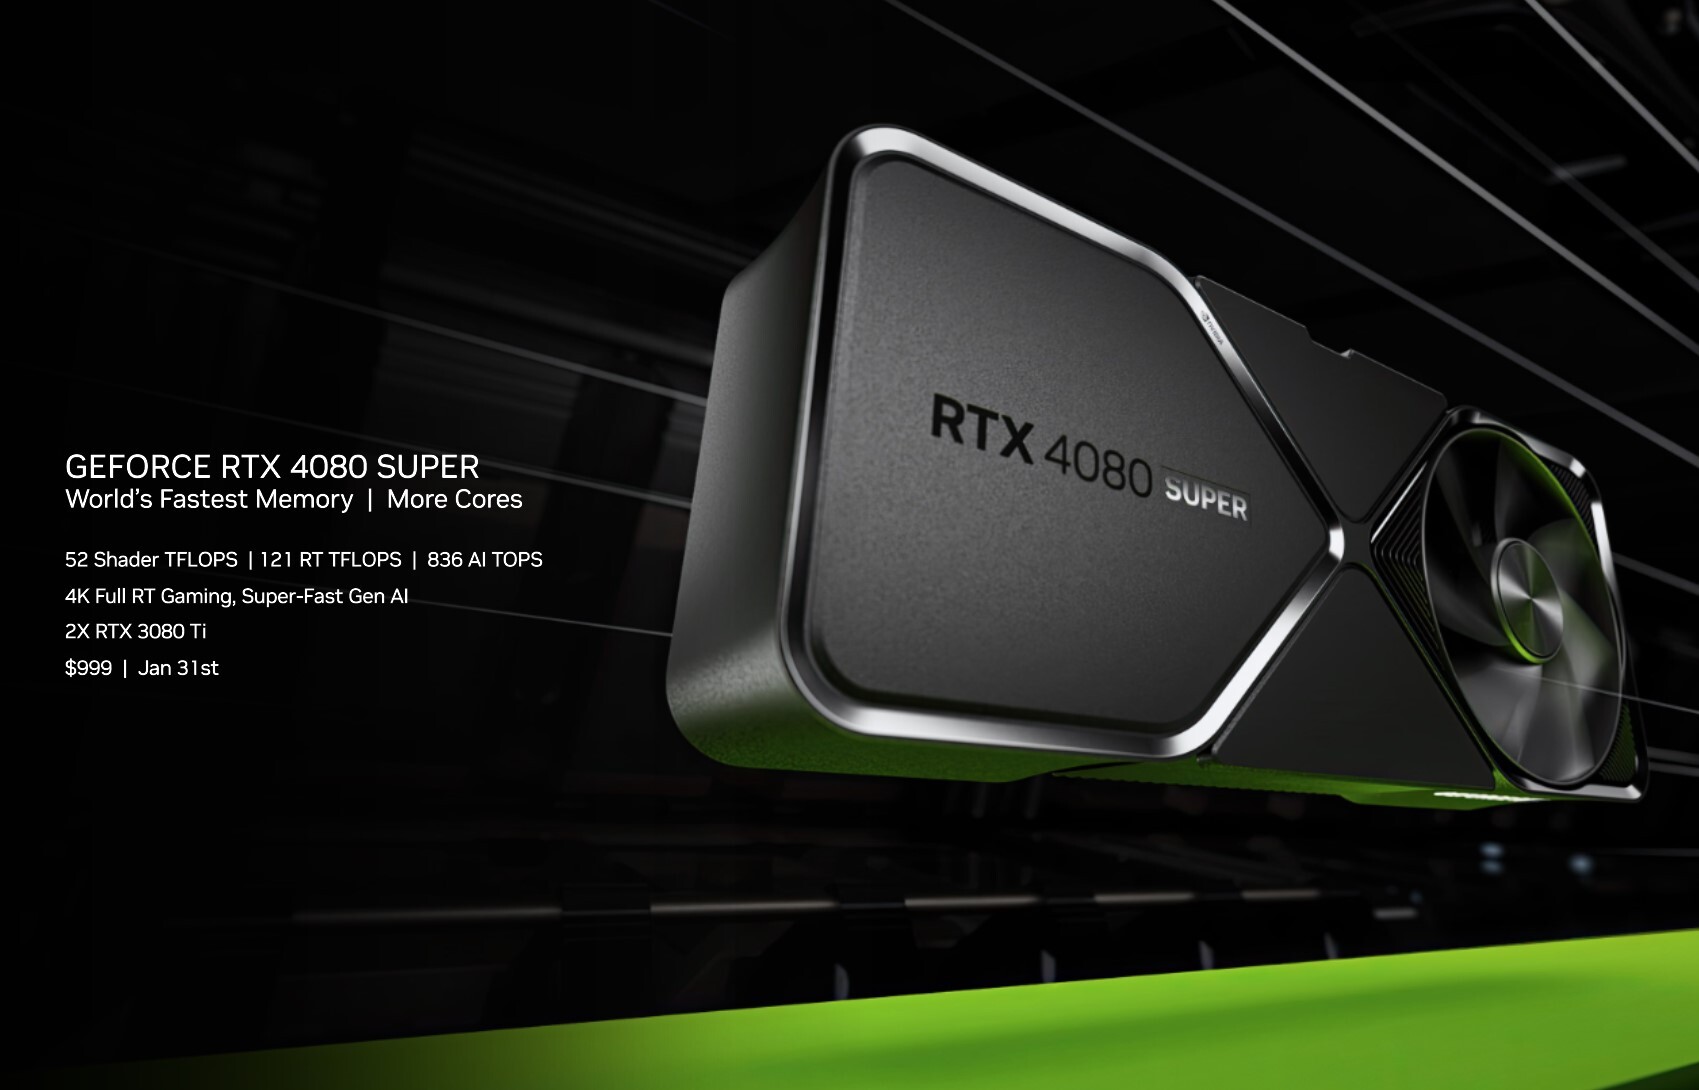 GEFORCE RTX 4080 SUPER
World's Fastest Memory | More Cores
52 Shader TFLOPS | 121 RT TFLOPS | 836 AI TOPS
4K Full RT Gaming, Super-Fast Gen AI
2X RTX 3080 Ti
$999 | Jan 31st
RTX 4080 SUPER
NVIDIA